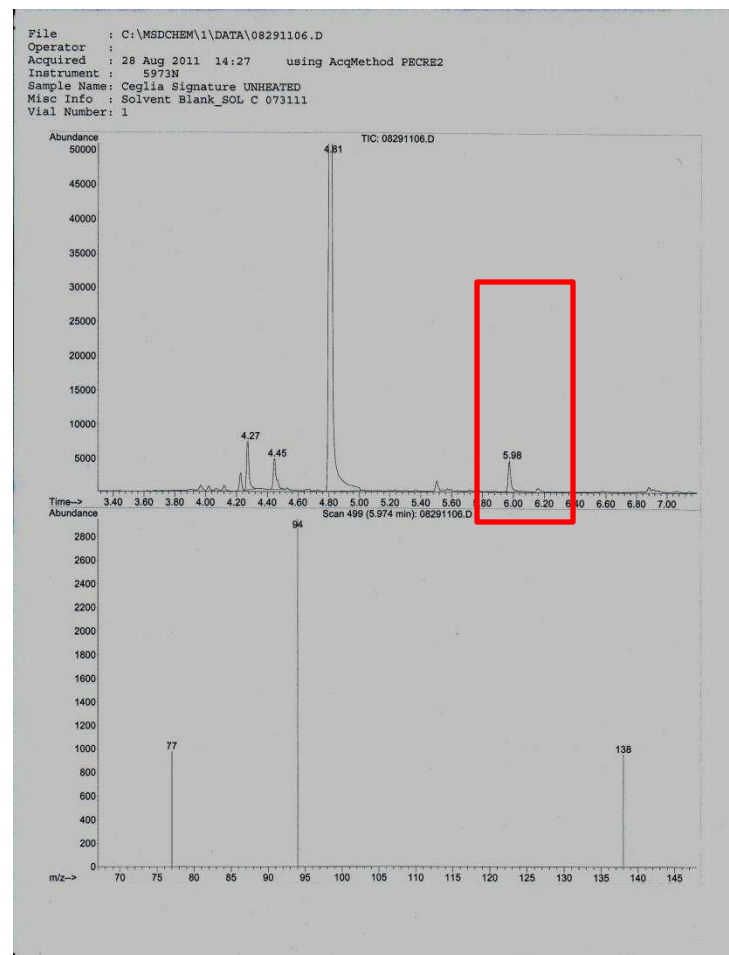 File : C:\MSDCHEM\1\DATA\08291106.D
Operator :
Acquired : 28 Aug 2011 14:27 using AcqMethod PECRE2
Instrument : 5973N
Sample Name: Ceglia Signature UNHEATED
Misc Info : Solvent Blank_SOL C 073111
Vial Number: 1
Abundance
TIC: 08291106.D
50000
45000
40000
35000
30000
25000
20000
15000
10000
5000
4.81
4.27
4.45
5.98
Time-->
3.40 3.60 3.80 4.00 4.20 4.40 4.60 4.80 5.00 5.20 5.40 5.60 5.80 6.00 6.20 6.40 6.60 6.80 7.00
Abundance
Scan 499 (5.974 min): 08291106.D
94
2800
2600
2400
2200
2000
1800
1600
1400
1200
1000
800
600
400
200
0
77
138
m/z-->
70 75 80 85 90 95 100 105 110 115 120 125 130 135 140 145